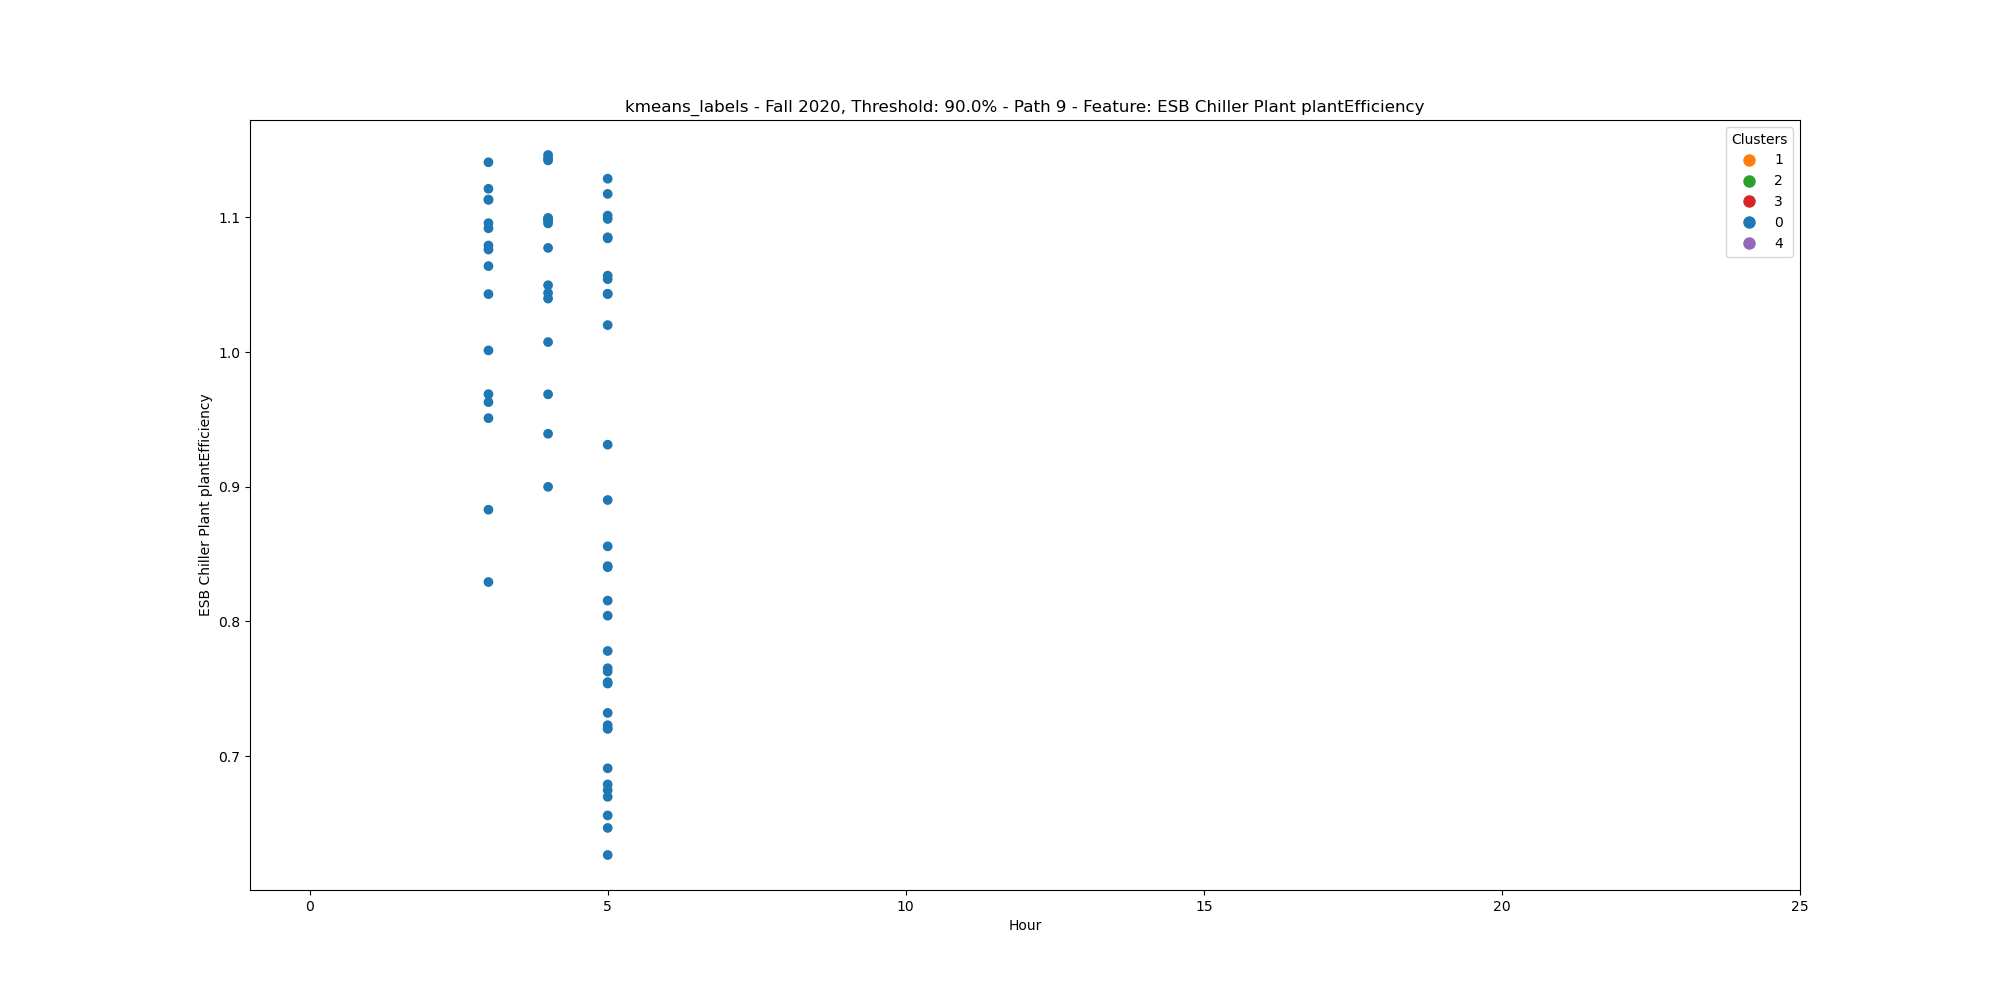 kmeans_labels - Fall 2020, Threshold: 90.0% - Path 9 - Feature: ESB Chiller Plant plantEfficiency
Clusters
1
2
3
0
4
ESB Chiller Plant plantEfficiency
1.1
1.0
0.9
0.8
0.7
0 5 10 15 20 25
Hour